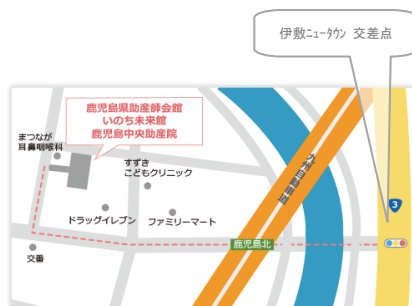 伊敷ﾆｭｰﾀｳﾝ 交差点
鹿児島県助産師会館
いのち未来館
鹿児島中央助産院
まつなが
耳鼻咽喉科
すずき
こどもクリニック
九州自動車道
3
ドラッグイレブン
ファミリーマート
鹿児島北
交番